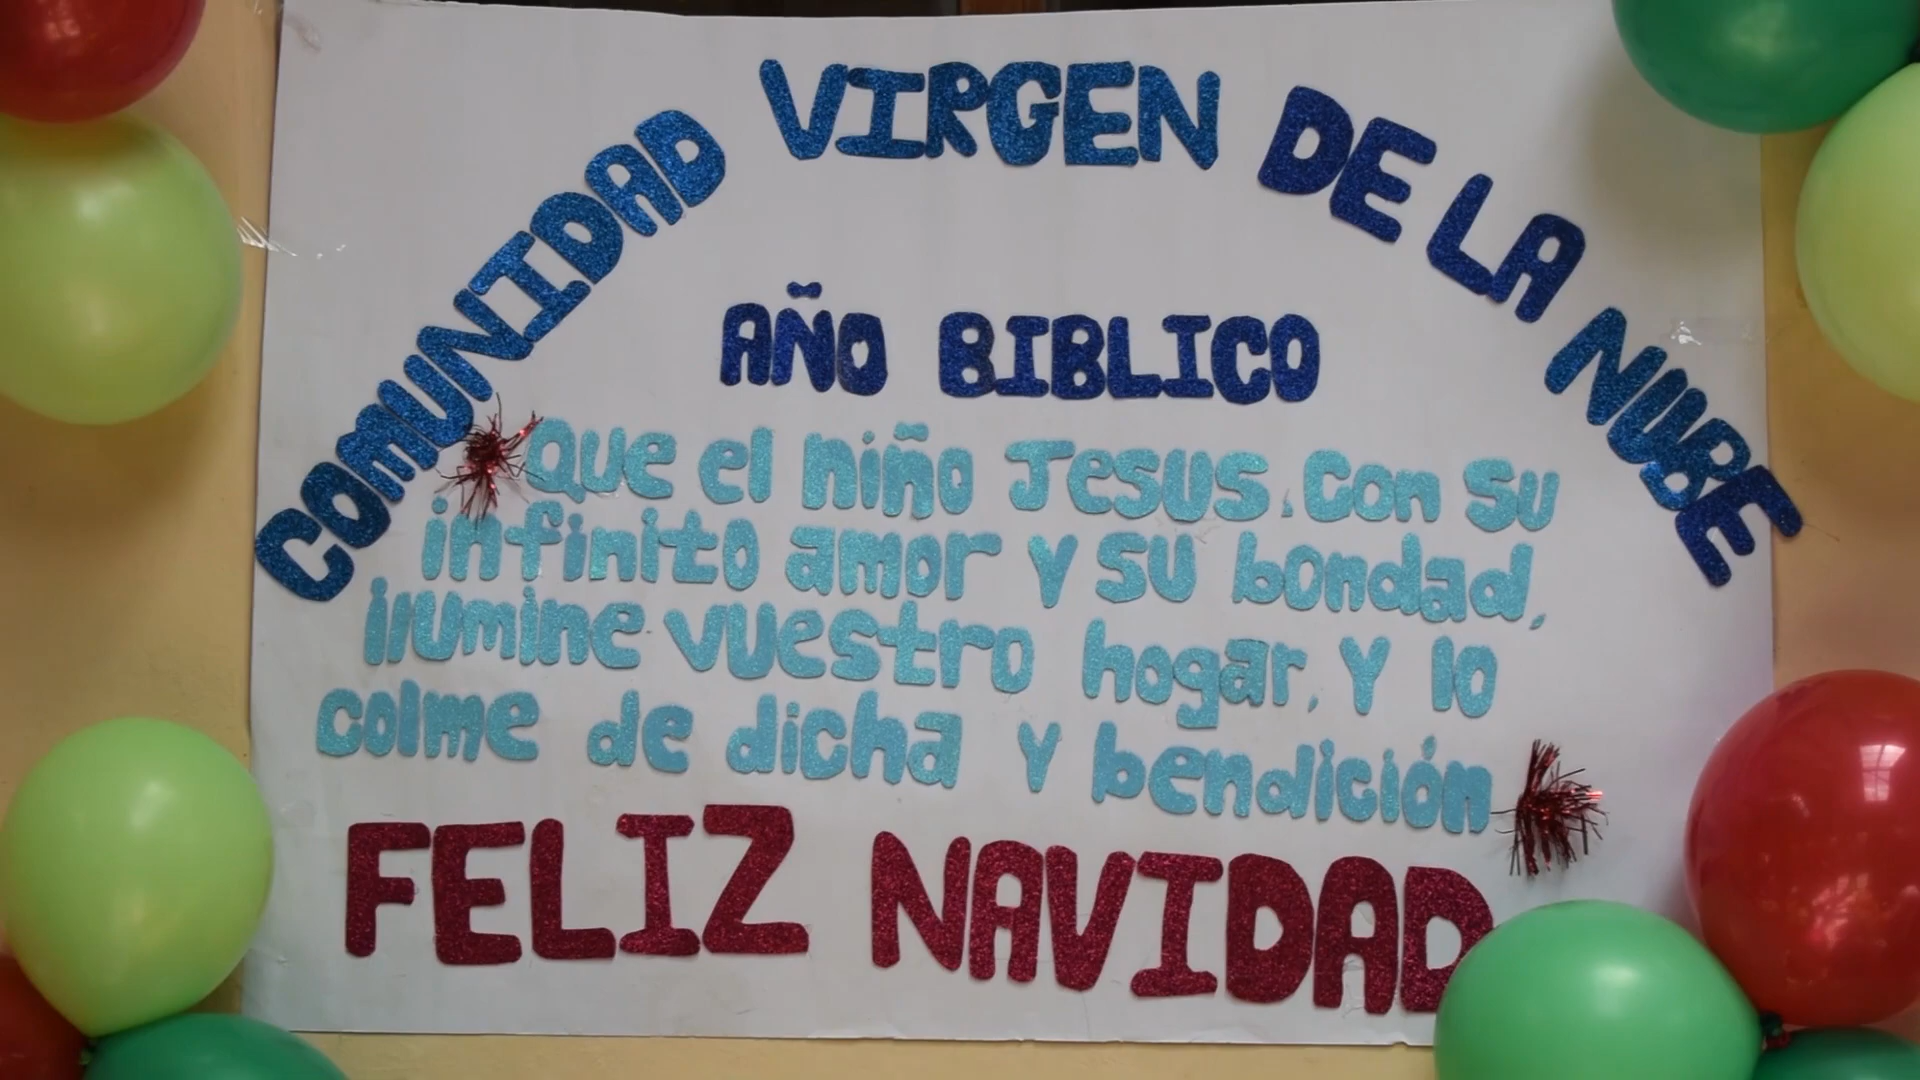 COMUNIDAD VIRGEN DE LA NUBE
AÑO BIBLICO
Que el niño Jesus, con su
infinito amor y su bondad,
ilumine vuestro hogar, y lo
colme de dicha y bendición
FELIZ NAVIDAD